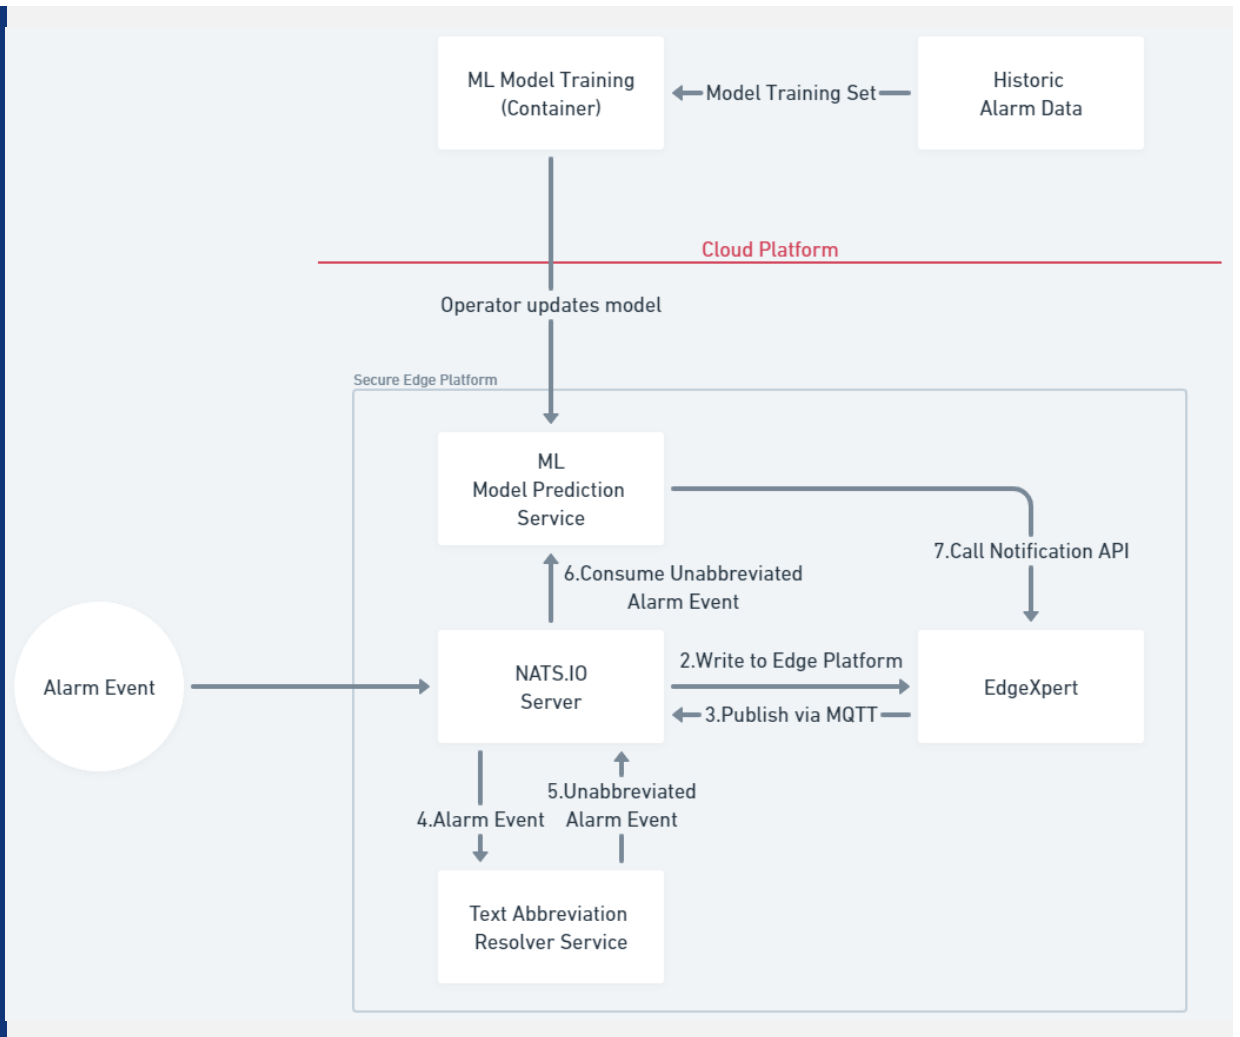 ML Model Training
(Container)
Model Training Set
Historic
Alarm Data
Cloud Platform
Operator updates model
Secure Edge Platform
ML
Model Prediction
Service
7.Call Notification API
6.Consume Unabbreviated
Alarm Event
Alarm Event
NATS.IO
Server
2.Write to Edge Platform
3.Publish via MQTT
EdgeXpert
4.Alarm Event
5.Unabbreviated
Alarm Event
Text Abbreviation
Resolver Service